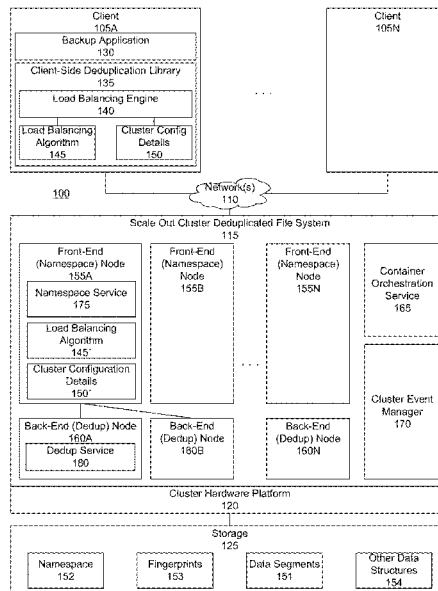 Client
105A
Backup Application
130
Client-Side Deduplication Library
135
Load Balancing Engine
140
Load Balancing
Algorithm
145
Cluster Config
Details
150
Client
105N
. . .
100
Network(s)
110
Scale Out Cluster Deduplicated File System
115
Front-End
(Namespace) Node
155A
Namespace Service
175
Load Balancing
Algorithm
145'
Cluster Configuration
Details
150'
Front-End
(Namespace)
Node
155B
. . .
Front-End
(Namespace)
Node
155N
Container
Orchestration
Service
165
Cluster Event
Manager
170
Back-End (Dedup) Node
160A
Dedup Service
180
Back-End
(Dedup) Node
160B
Back-End
(Dedup) Node
160N
Cluster Hardware Platform
120
Storage
125
Namespace
152
Fingerprints
153
Data Segments
151
Other Data
Structures
154